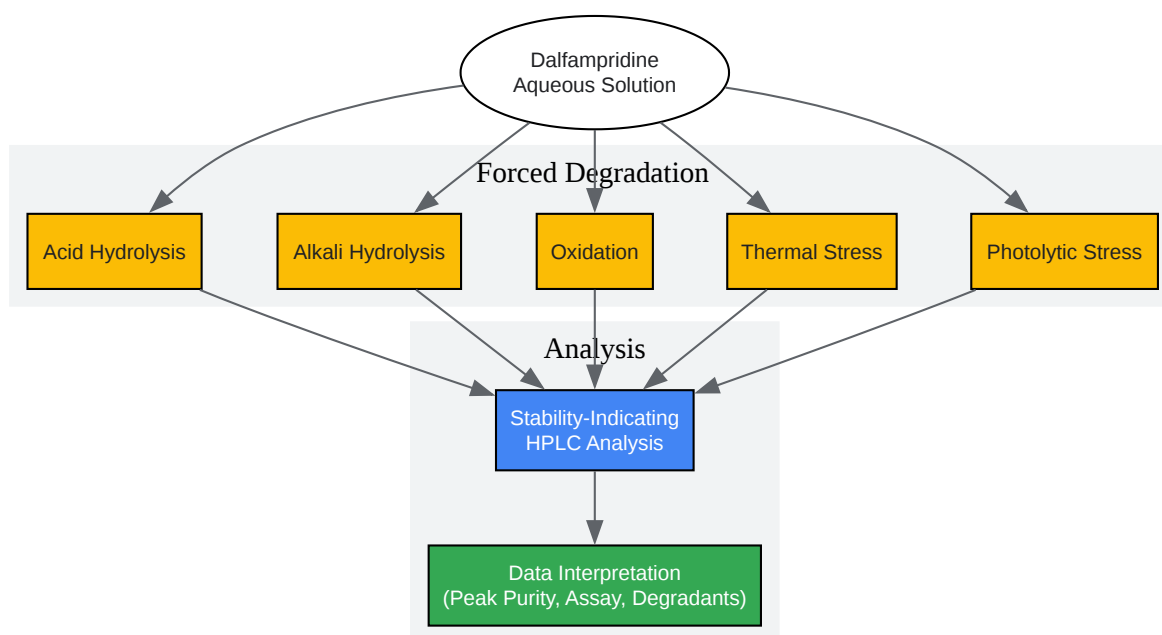 Dalfampridine
Aqueous Solution
Forced Degradation
Acid Hydrolysis
Alkali Hydrolysis
Oxidation
Thermal Stress
Photolytic Stress
Analysis
Stability-Indicating
HPLC Analysis
Data Interpretation
(Peak Purity, Assay, Degradants)